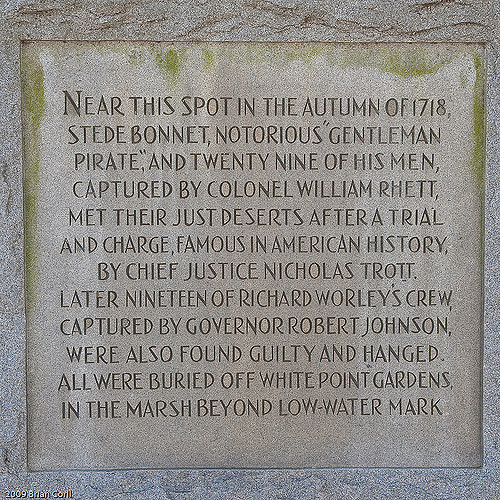 NEAR THIS SPOT IN THE AUTUMN OF 1718,
STEDE BONNET, NOTORIOUS "GENTLEMAN
PIRATE", AND TWENTY NINE OF HIS MEN,
CAPTURED BY COLONEL WILLIAM RHETT,
MET THEIR JUST DESERTS AFTER A TRIAL
AND CHARGE, FAMOUS IN AMERICAN HISTORY,
BY CHIEF JUSTICE NICHOLAS TROTT.
LATER NINETEEN OF RICHARD WORLEY'S CREW,
CAPTURED BY GOVERNOR ROBERT JOHNSON,
WERE ALSO FOUND GUILTY AND HANGED.
ALL WERE BURIED OFF WHITE POINT GARDENS,
IN THE MARSH BEYOND LOW-WATER MARK
2009 Brian Coril